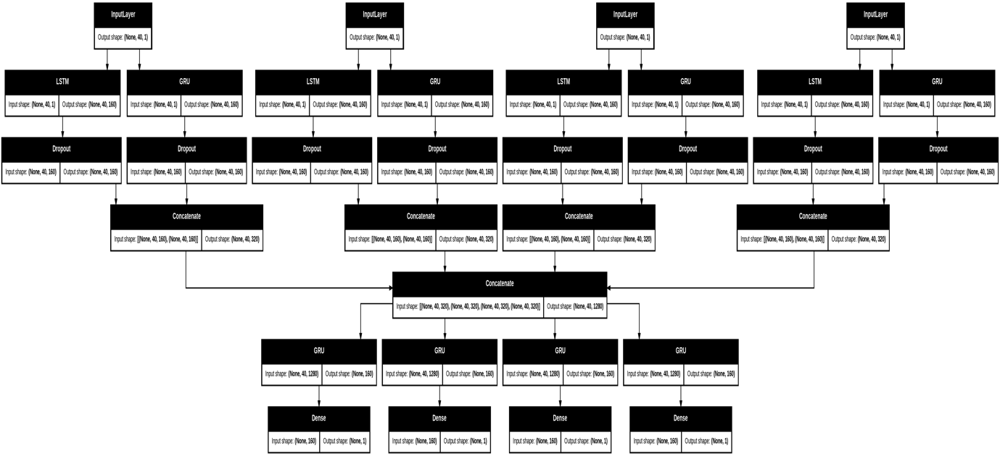 InputLayer InputLayer InputLayer InputLayer
Output shape: (None, 40, 1) Output shape: (None, 40, 1) Output shape: (None, 40, 1) Output shape: (None, 40, 1)
LSTM GRU LSTM GRU LSTM GRU LSTM GRU
Input shape: (None, 40, 1) Output shape: (None, 40, 160) Input shape: (None, 40, 1) Output shape: (None, 40, 160) Input shape: (None, 40, 1) Output shape: (None, 40, 160) Input shape: (None, 40, 1) Output shape: (None, 40, 160) Input shape: (None, 40, 1) Output shape: (None, 40, 160) Input shape: (None, 40, 1) Output shape: (None, 40, 160) Input shape: (None, 40, 1) Output shape: (None, 40, 160) Input shape: (None, 40, 1) Output shape: (None, 40, 160)
Dropout Dropout Dropout Dropout Dropout Dropout Dropout Dropout
Input shape: (None, 40, 160) Output shape: (None, 40, 160) Input shape: (None, 40, 160) Output shape: (None, 40, 160) Input shape: (None, 40, 160) Output shape: (None, 40, 160) Input shape: (None, 40, 160) Output shape: (None, 40, 160) Input shape: (None, 40, 160) Output shape: (None, 40, 160) Input shape: (None, 40, 160) Output shape: (None, 40, 160) Input shape: (None, 40, 160) Output shape: (None, 40, 160) Input shape: (None, 40, 160) Output shape: (None, 40, 160)
Concatenate Concatenate Concatenate Concatenate
Input shape: [(None, 40, 160), (None, 40, 160)] Output shape: (None, 40, 320) Input shape: [(None, 40, 160), (None, 40, 160)] Output shape: (None, 40, 320) Input shape: [(None, 40, 160), (None, 40, 160)] Output shape: (None, 40, 320) Input shape: [(None, 40, 160), (None, 40, 160)] Output shape: (None, 40, 320)
Concatenate
Input shape: [(None, 40, 320), (None, 40, 320), (None, 40, 320), (None, 40, 320)] Output shape: (None, 40, 1280)
GRU GRU GRU GRU
Input shape: (None, 40, 1280) Output shape: (None, 160) Input shape: (None, 40, 1280) Output shape: (None, 160) Input shape: (None, 40, 1280) Output shape: (None, 160) Input shape: (None, 40, 1280) Output shape: (None, 160)
Dense Dense Dense Dense
Input shape: (None, 160) Output shape: (None, 1) Input shape: (None, 160) Output shape: (None, 1) Input shape: (None, 160) Output shape: (None, 1) Input shape: (None, 160) Output shape: (None, 1)